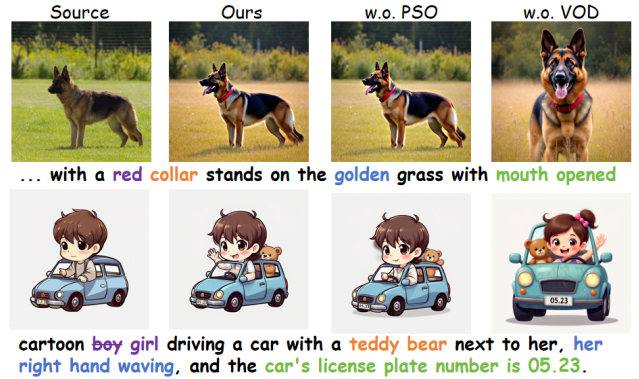 Source Ours w.o. PSO w.o. VOD
... with a red collar stands on the golden grass with mouth opened
05.23
cartoon boy girl driving a car with a teddy bear next to her, her
right hand waving, and the car's license plate number is 05.23.